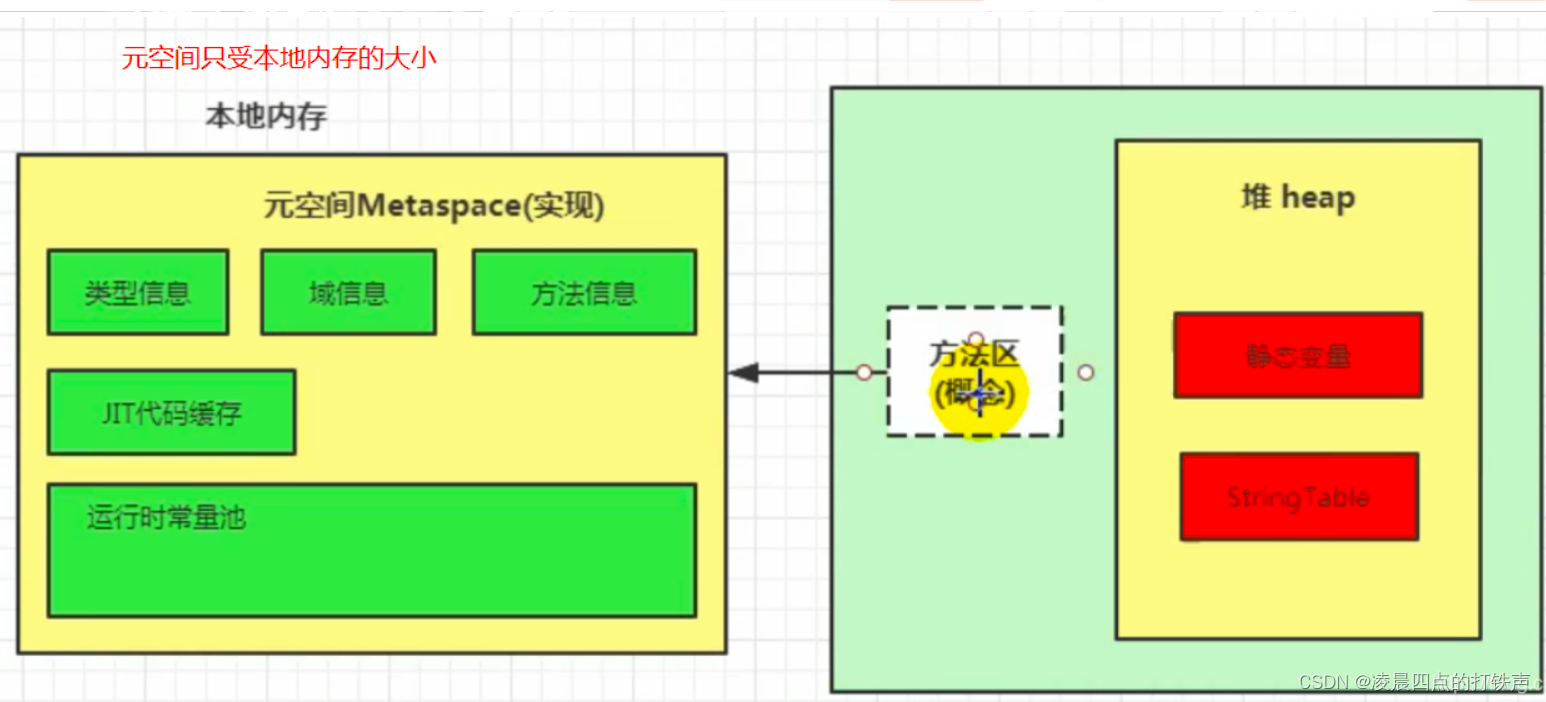 元空间只受本地内存的大小
本地内存
元空间Metaspace(实现)
类型信息
域信息
方法信息
JIT代码缓存
运行时常量池
方法区
(概念)
堆 heap
静态变量
StringTable
CSDN @凌晨四点的打铁声